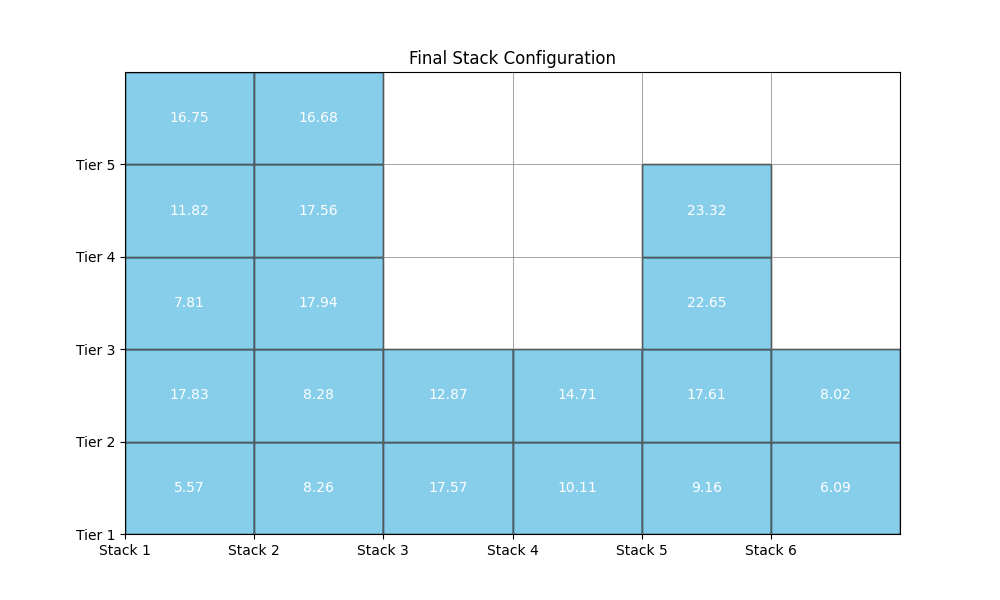 Final Stack Configuration
16.75 16.68
Tier 5
11.82 17.56 23.32
Tier 4
7.81 17.94 22.65
Tier 3
17.83 8.28 12.87 14.71 17.61 8.02
Tier 2
5.57 8.26 17.57 10.11 9.16 6.09
Tier 1
Stack 1 Stack 2 Stack 3 Stack 4 Stack 5 Stack 6